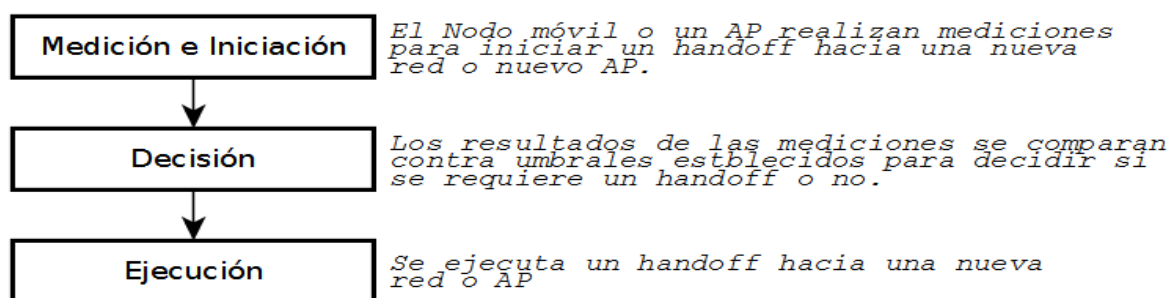 Medición e Iniciación
El Nodo móvil o un AP realizan mediciones
para iniciar un handoff hacia una nueva
red o nuevo AP.
Decisión
Los resultados de las mediciones se comparan
contra umbrales estblecidos para decidir si
se requiere un handoff o no.
Ejecución
Se ejecuta un handoff hacia una nueva
red o AP